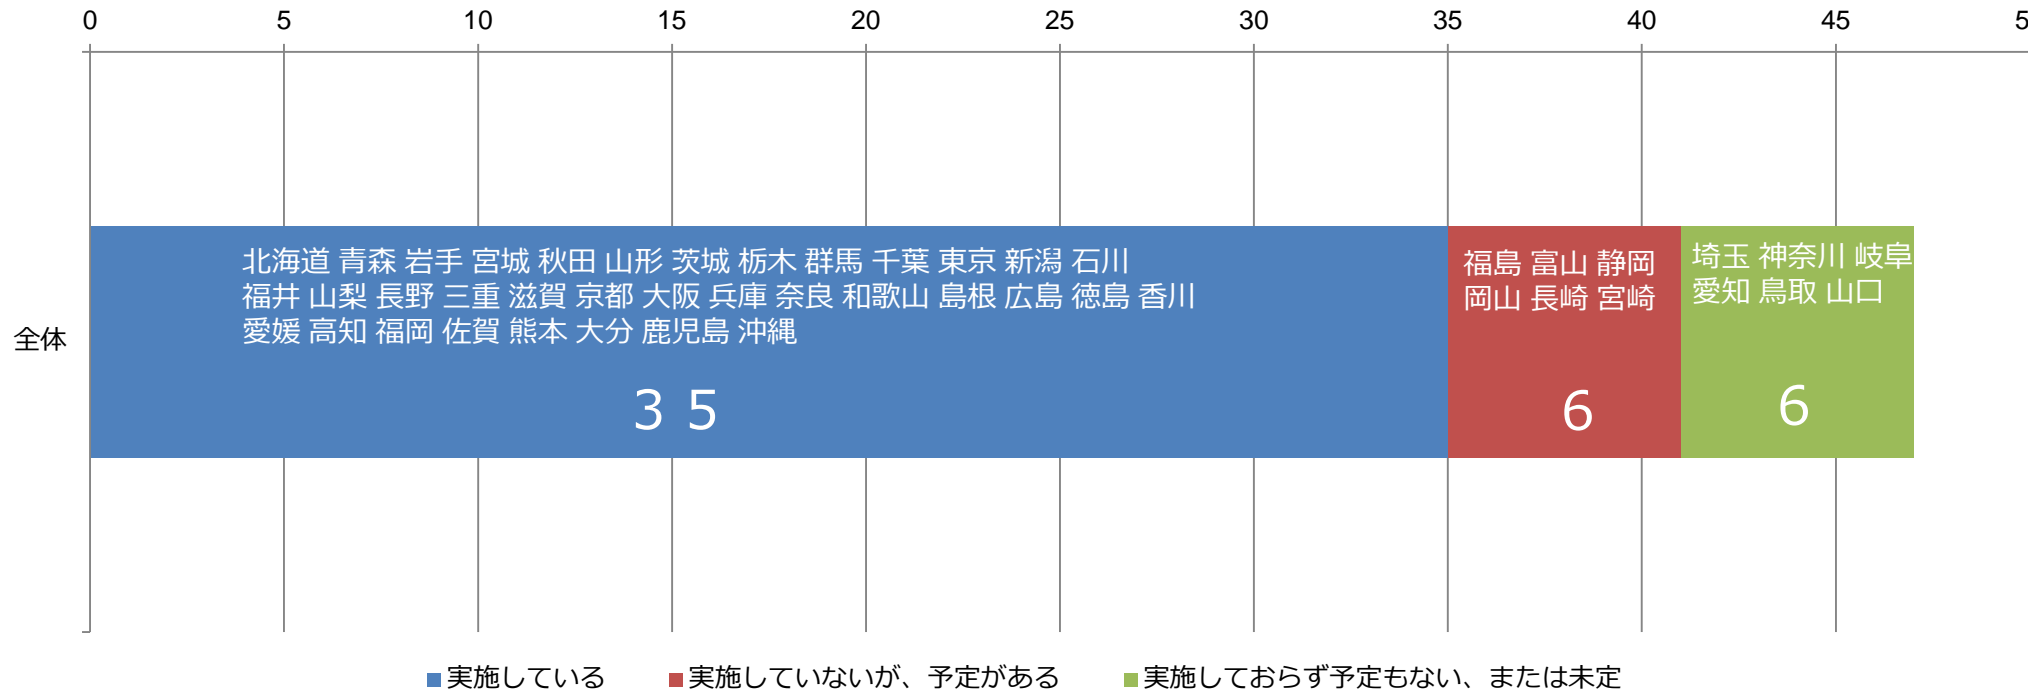 0 5 10 15 20 25 30 35 40 45 5
北海道 青森 岩手 宮城 秋田 山形 茨城 栃木 群馬 千葉 東京 新潟 石川
福井 山梨 長野 三重 滋賀 京都 大阪 兵庫 奈良 和歌山 島根 広島 徳島 香川
愛媛 高知 福岡 佐賀 熊本 大分 鹿児島 沖縄
福島 富山 静岡
岡山 長崎 宮崎
埼玉 神奈川 岐阜
愛知 鳥取 山口
全体
３５
6
6
実施している
実施していないが、予定がある
実施しておらず予定もない、または未定